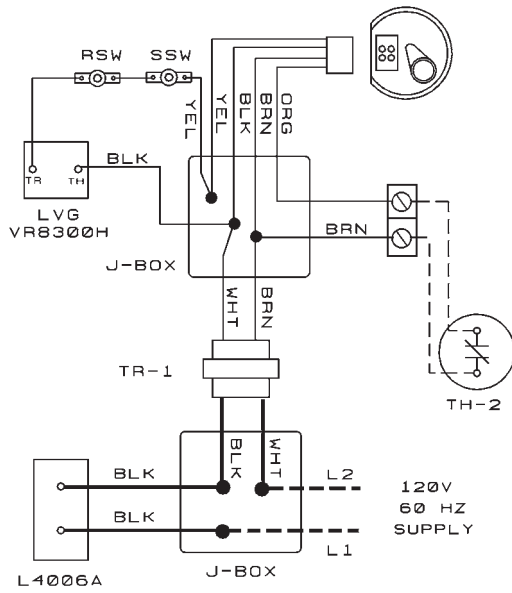 RSW
SSW
YEL
YEL
BLK
BRN
ORG
BLK
TR
TH
LVG
VR8300H
BRN
J-BOX
WHT
BRN
TR-1
TH-2
BLK
WHT
BLK
L2
120V
60 HZ
SUPPLY
BLK
L1
L4006A
J-BOX